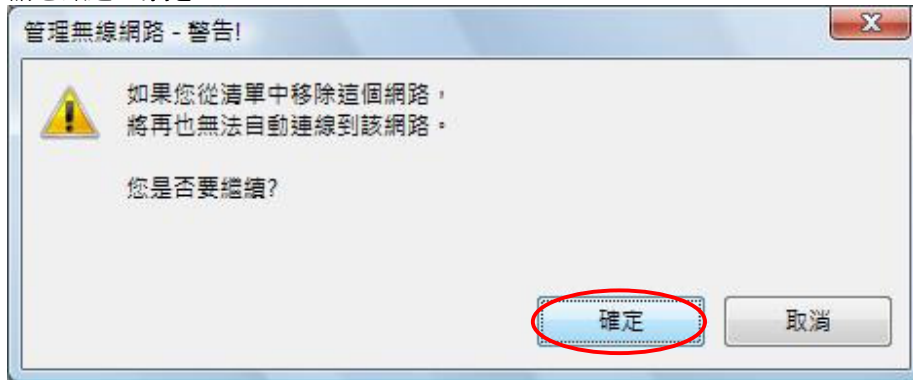 管理無線網路 - 警告!
如果您從清單中移除這個網路，
將再也無法自動連線到該網路。
您是否要繼續?
確定
取消